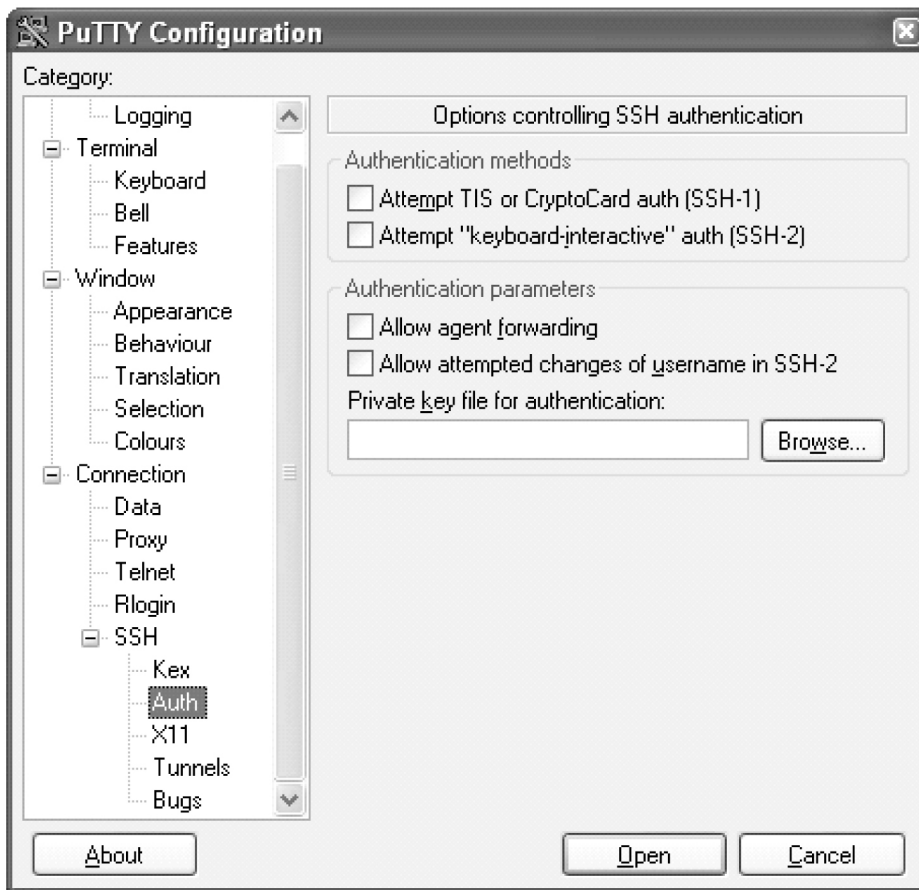 PuTTY Configuration
Category:
Logging
Terminal
Keyboard
Bell
Features
Window
Appearance
Behaviour
Translation
Selection
Colours
Connection
Data
Proxy
Telnet
Rlogin
SSH
Kex
Auth
X11
Tunnels
Bugs
Options controlling SSH authentication
Authentication methods
Attempt TIS or CryptoCard auth (SSH-1)
Attempt "keyboard-interactive" auth (SSH-2)
Authentication parameters
Allow agent forwarding
Allow attempted changes of username in SSH-2
Private key file for authentication:
Browse...
About
Open
Cancel